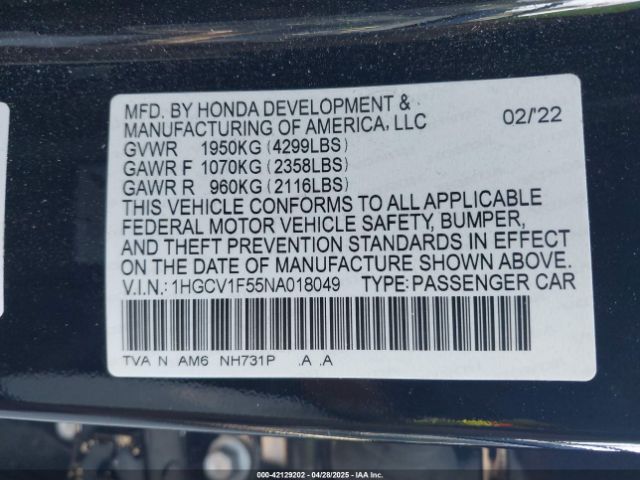 MFD. BY HONDA DEVELOPMENT &
MANUFACTURING OF AMERICA, LLC 02/'22
GVWR 1950KG (4299LBS)
GAWR F 1070KG (2358LBS)
GAWR R 960KG (2116LBS)
THIS VEHICLE CONFORMS TO ALL APPLICABLE
FEDERAL MOTOR VEHICLE SAFETY, BUMPER,
AND THEFT PREVENTION STANDARDS IN EFFECT
ON THE DATE OF MANUFACTURE SHOWN ABOVE.
V.I.N.: 1HGCV1F55NA018049 TYPE: PASSENGER CAR
TVA N AM6 NH731P .A .A
000-42129202 - 04/28/2025 - IAA Inc.